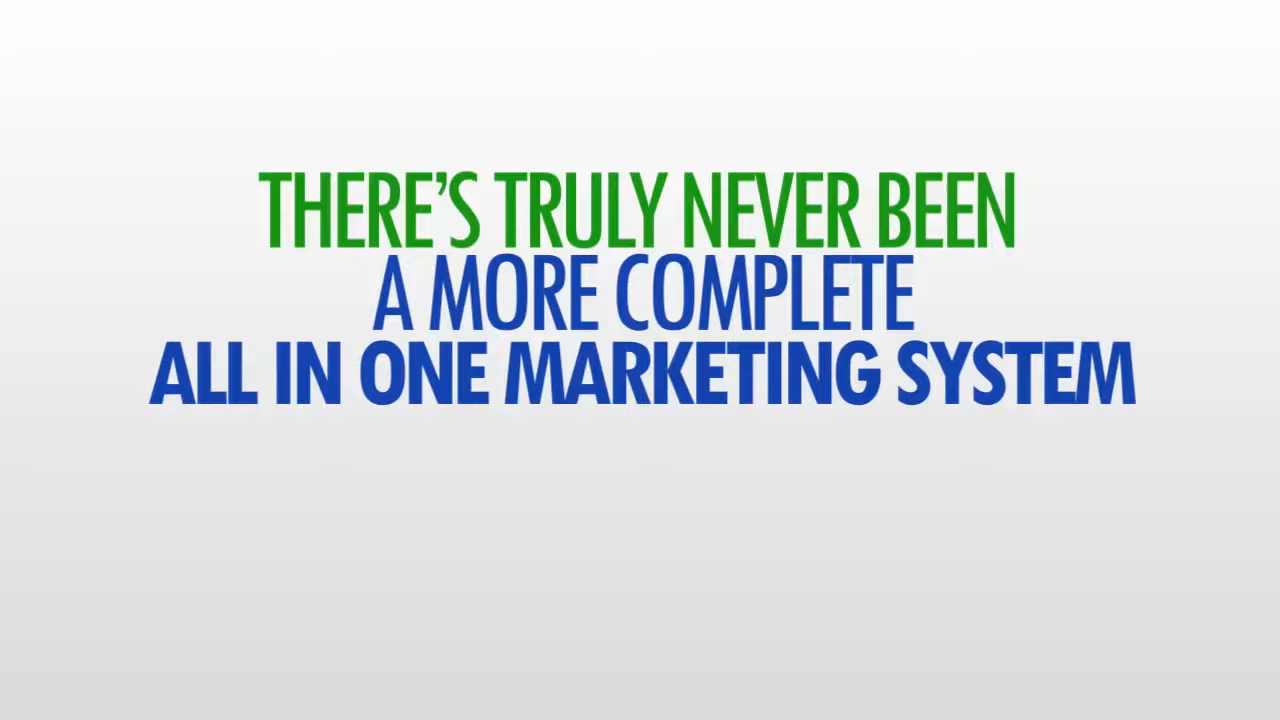 THERE’S TRULY NEVER BEEN
A MORE COMPLETE
ALL IN ONE MARKETING SYSTEM